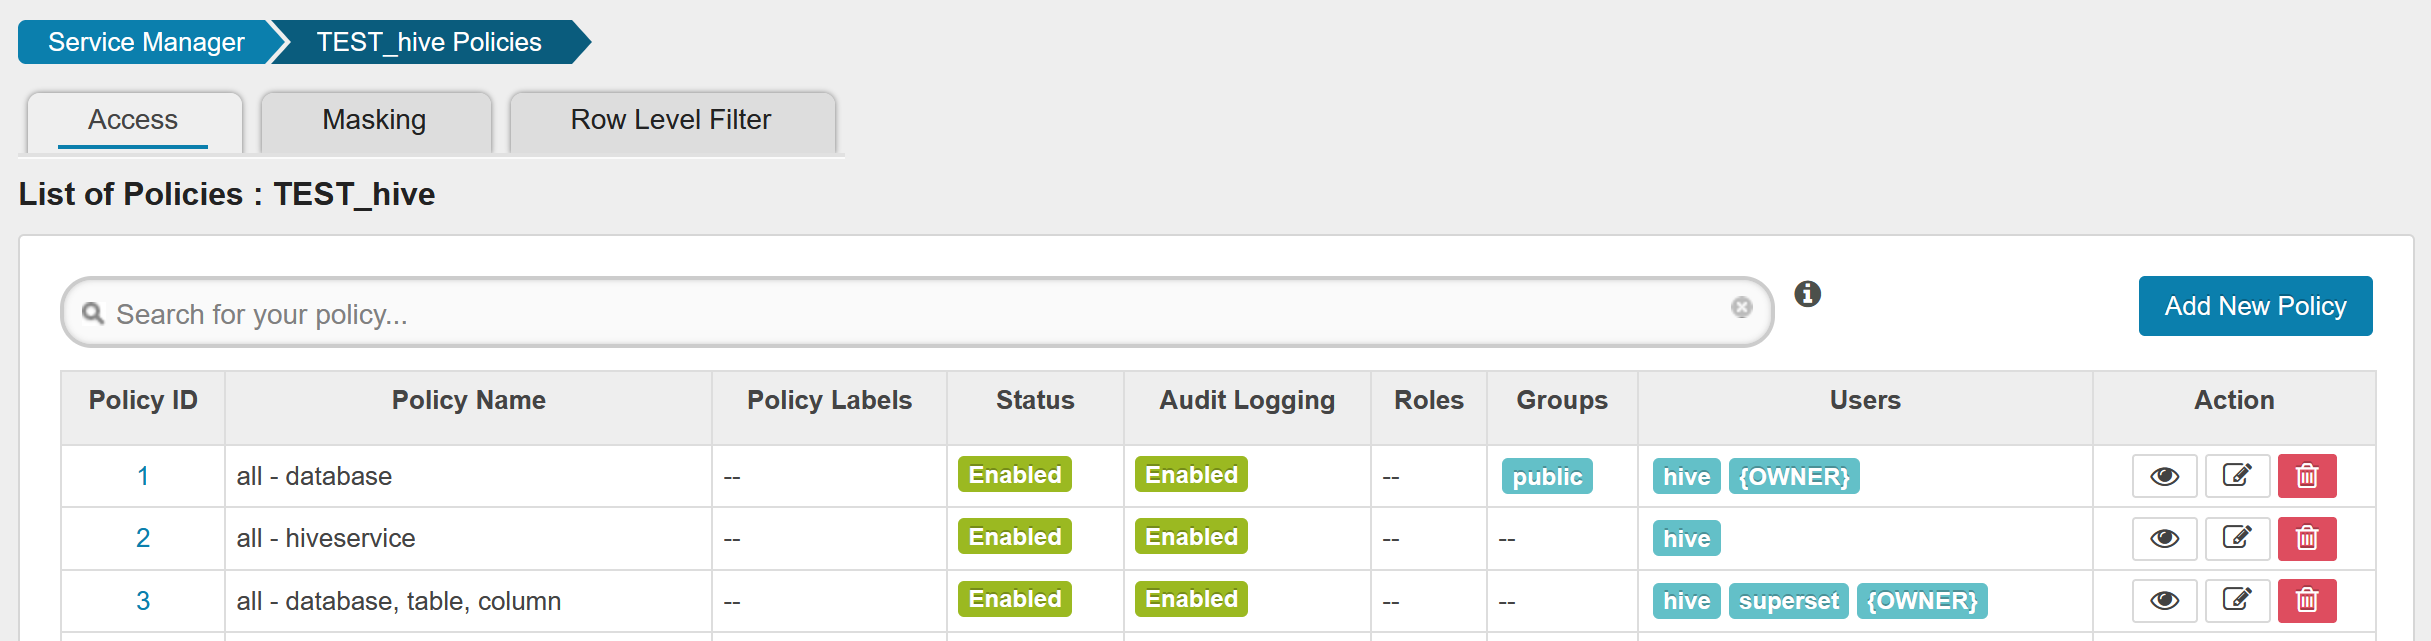 Service Manager TEST_hive Policies
Access Masking Row Level Filter
List of Policies : TEST_hive
Search for your policy...
Add New Policy
Policy ID Policy Name Policy Labels Status Audit Logging Roles Groups Users Action
1 all - database -- Enabled Enabled -- public hive {OWNER}
2 all - hiveservice -- Enabled Enabled -- -- hive
3 all - database, table, column -- Enabled Enabled -- -- hive superset {OWNER}